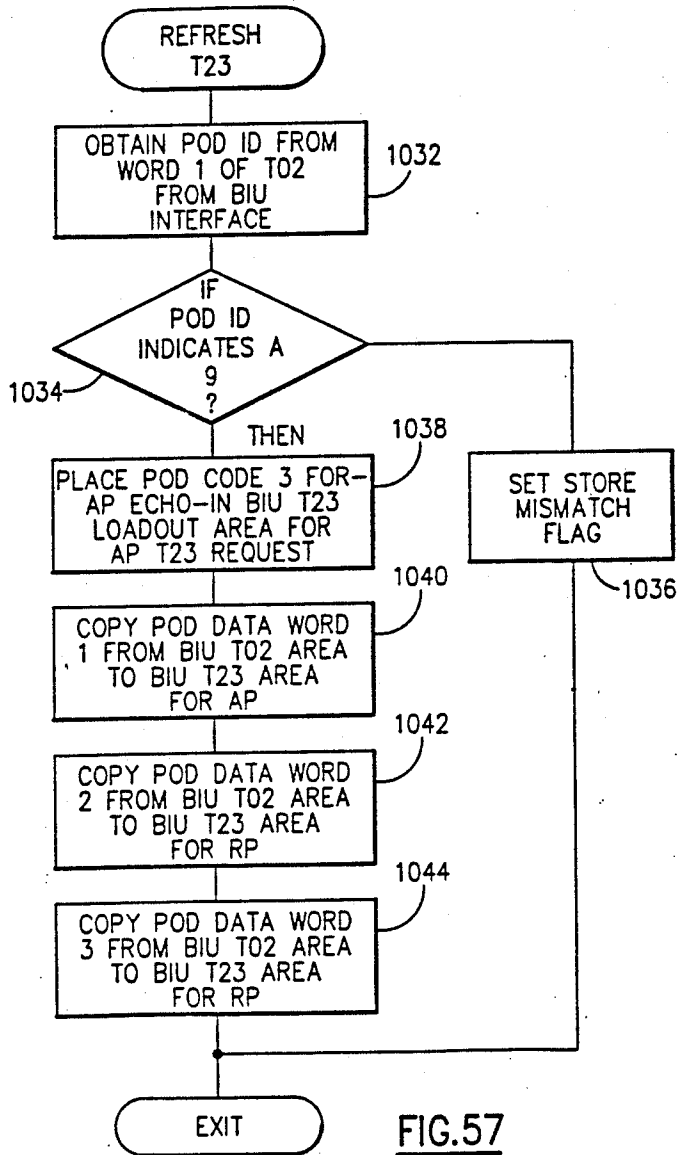 REFRESH
T23
OBTAIN POD ID FROM
WORD 1 OF T02
FROM BIU
INTERFACE
1032
IF
POD ID
INDICATES A
9
?
1034
THEN
1038
PLACE POD CODE 3 FOR-
AP ECHO-IN BIU T23
LOADOUT AREA FOR
AP T23 REQUEST
SET STORE
MISMATCH
FLAG
1036
1040
COPY POD DATA WORD
1 FROM BIU T02 AREA
TO BIU T23 AREA
FOR AP
1042
COPY POD DATA WORD
2 FROM BIU T02 AREA
TO BIU T23 AREA
FOR RP
1044
COPY POD DATA WORD
3 FROM BIU T02 AREA
TO BIU T23 AREA
FOR RP
EXIT
FIG.57